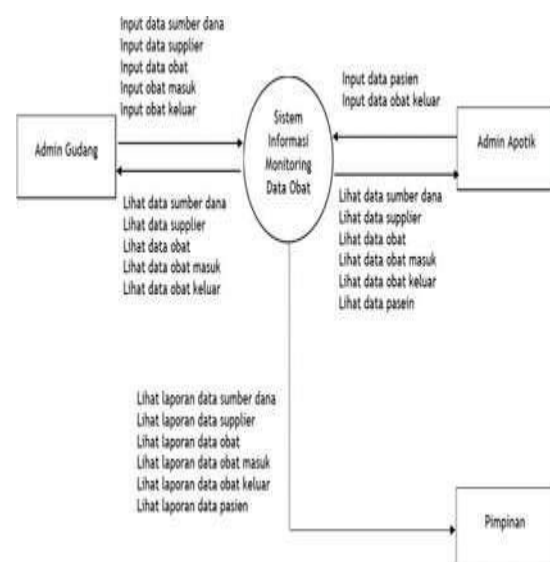 Input data sumber dana
Input data supplier
Input data obat
Input obat masuk
Input obat keluar
Admin Gudang
Lihat data sumber dana
Lihat data supplier
Lihat data obat
Lihat data obat masuk
Lihat data obat keluar
Sistem
Informasi
Monitoring
Data Obat
Input data pasien
Input data obat keluar
Admin Apotik
Lihat data sumber dana
Lihat data supplier
Lihat data obat
Lihat data obat masuk
Lihat data obat keluar
Lihat data pasein
Lihat laporan data sumber dana
Lihat laporan data supplier
Lihat laporan data obat
Lihat laporan data obat masuk
Lihat laporan data obat keluar
Lihat laporan data pasien
Pimpinan